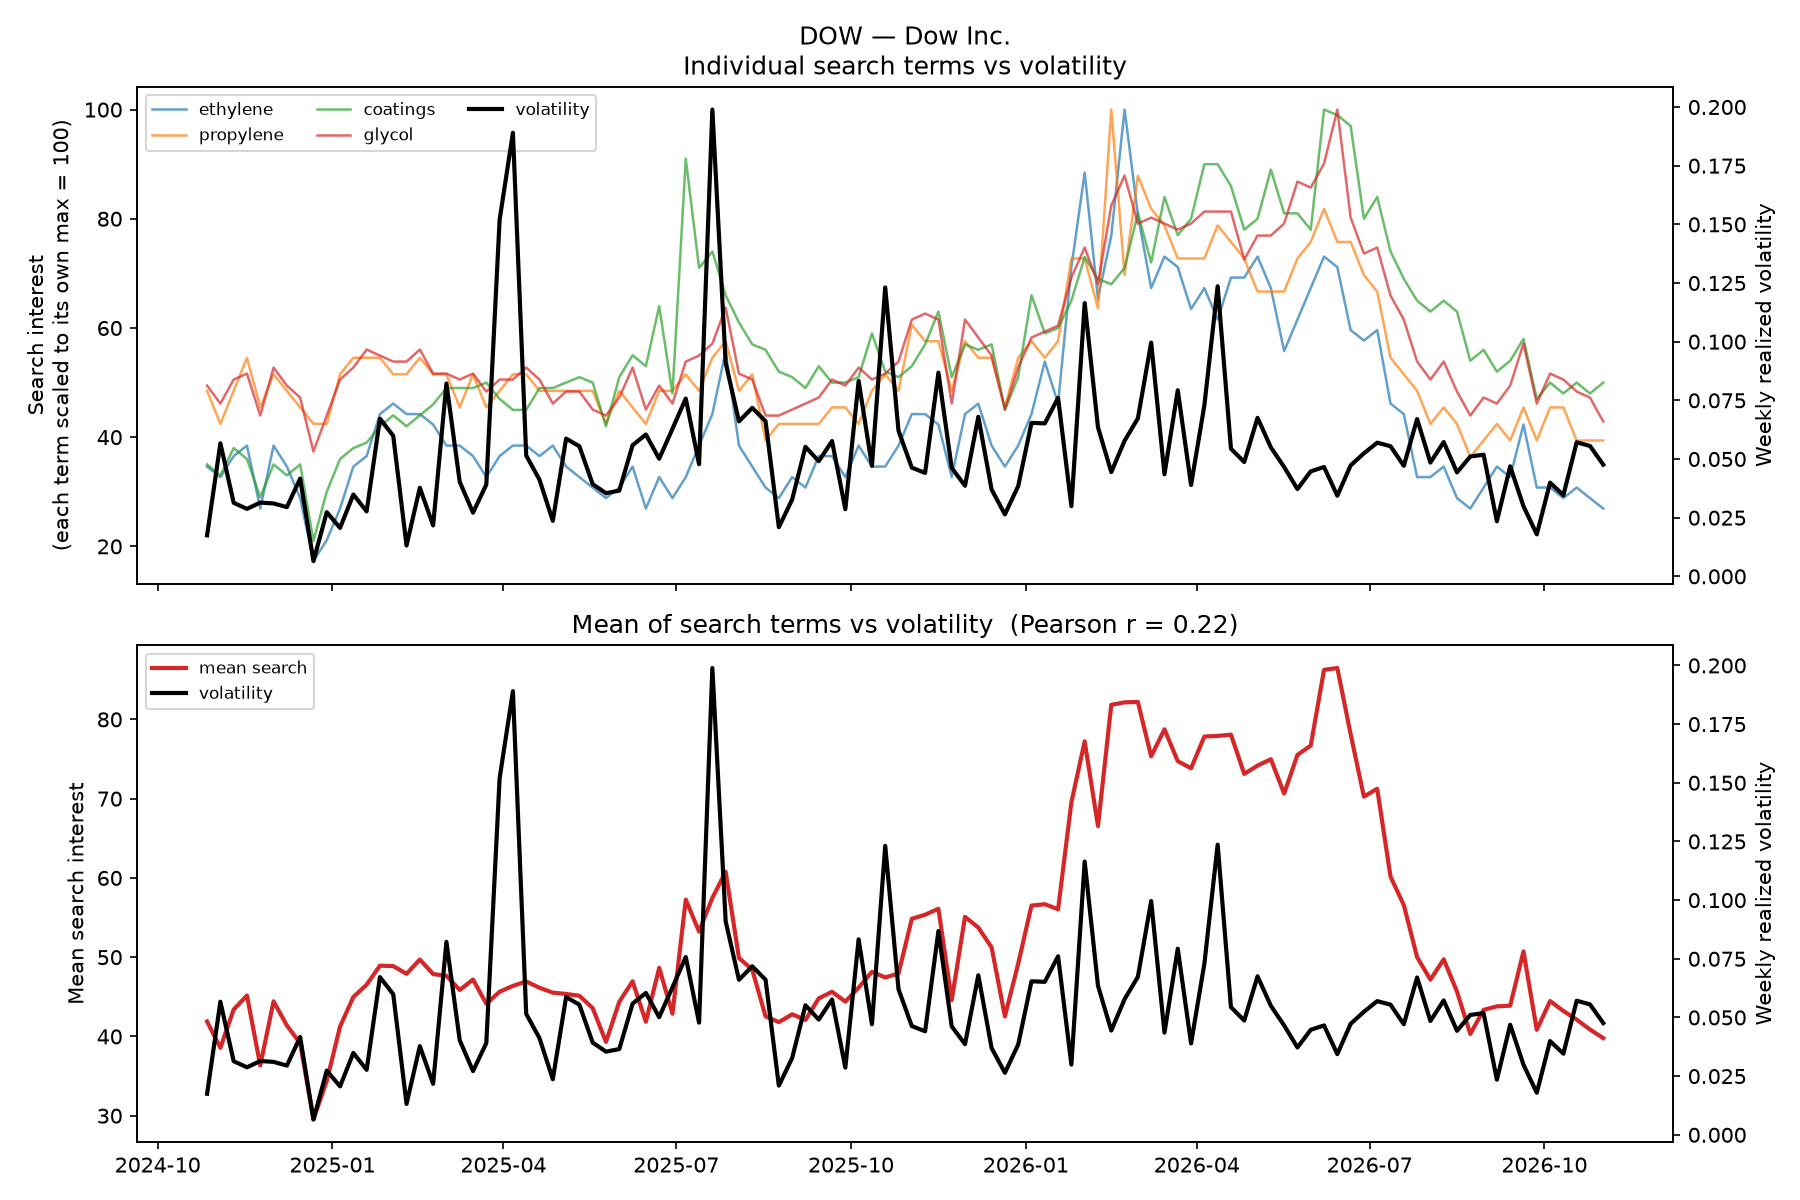 DOW — Dow Inc.
Individual search terms vs volatility
ethylene
propylene
coatings
glycol
volatility
Search interest
(each term scaled to its own max = 100)
100
80
60
40
20
0.200
0.175
0.150
0.125
0.100
0.075
0.050
0.025
0.000
Weekly realized volatility
Mean of search terms vs volatility (Pearson r = 0.22)
mean search
volatility
Mean search interest
80
70
60
50
40
30
0.200
0.175
0.150
0.125
0.100
0.075
0.050
0.025
0.000
Weekly realized volatility
2024-10
2025-01
2025-04
2025-07
2025-10
2026-01
2026-04
2026-07
2026-10